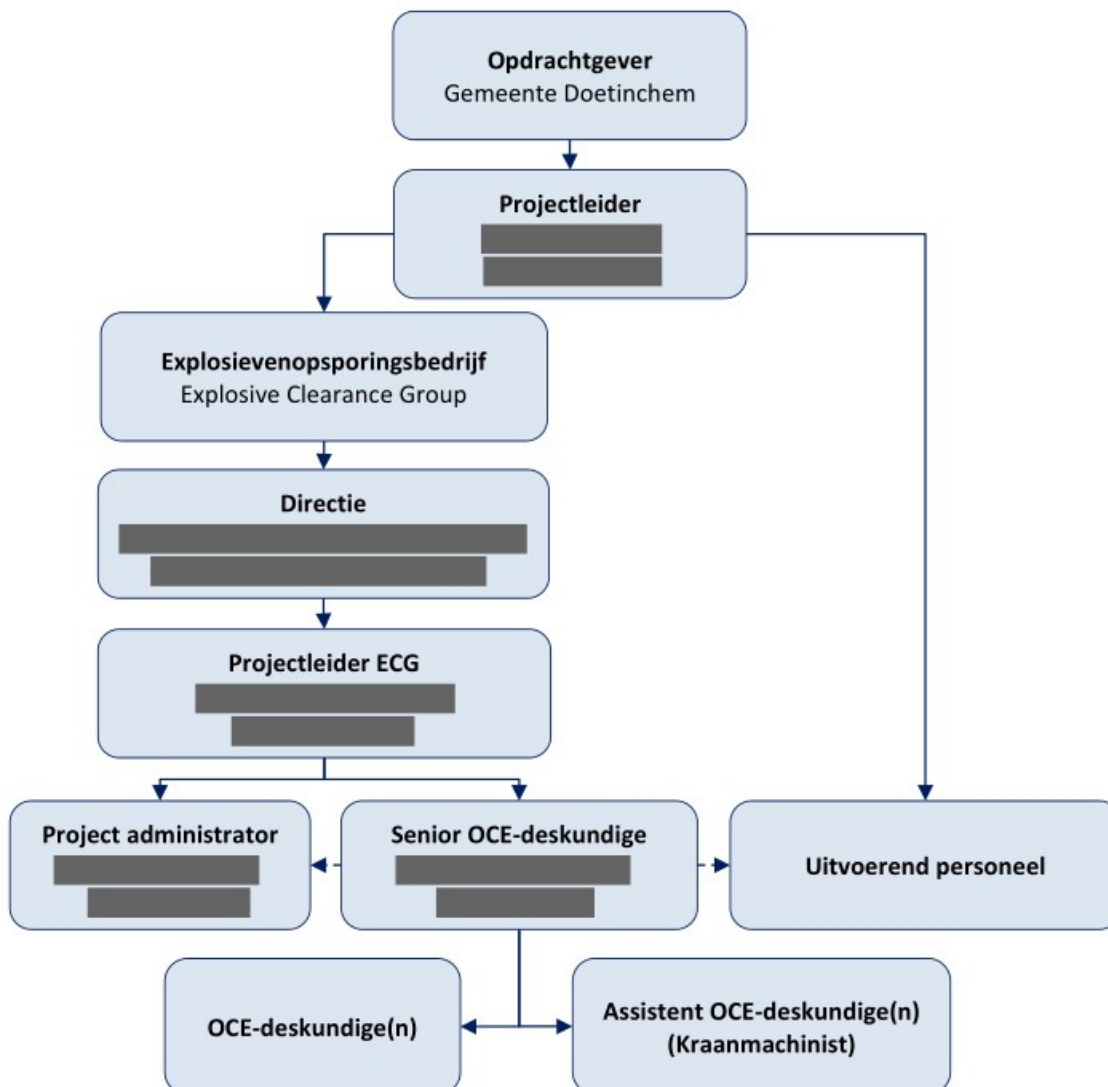 Opdrachtgever
Gemeente Doetinchem
Projectleider
Explosievenopsporingsbedrijf
Explosive Clearance Group
Directie
Projectleider ECG
Project administrator
Senior OCE-deskundige
Uitvoerend personeel
OCE-deskundige(n)
Assistent OCE-deskundige(n)
(Kraanmachinist)